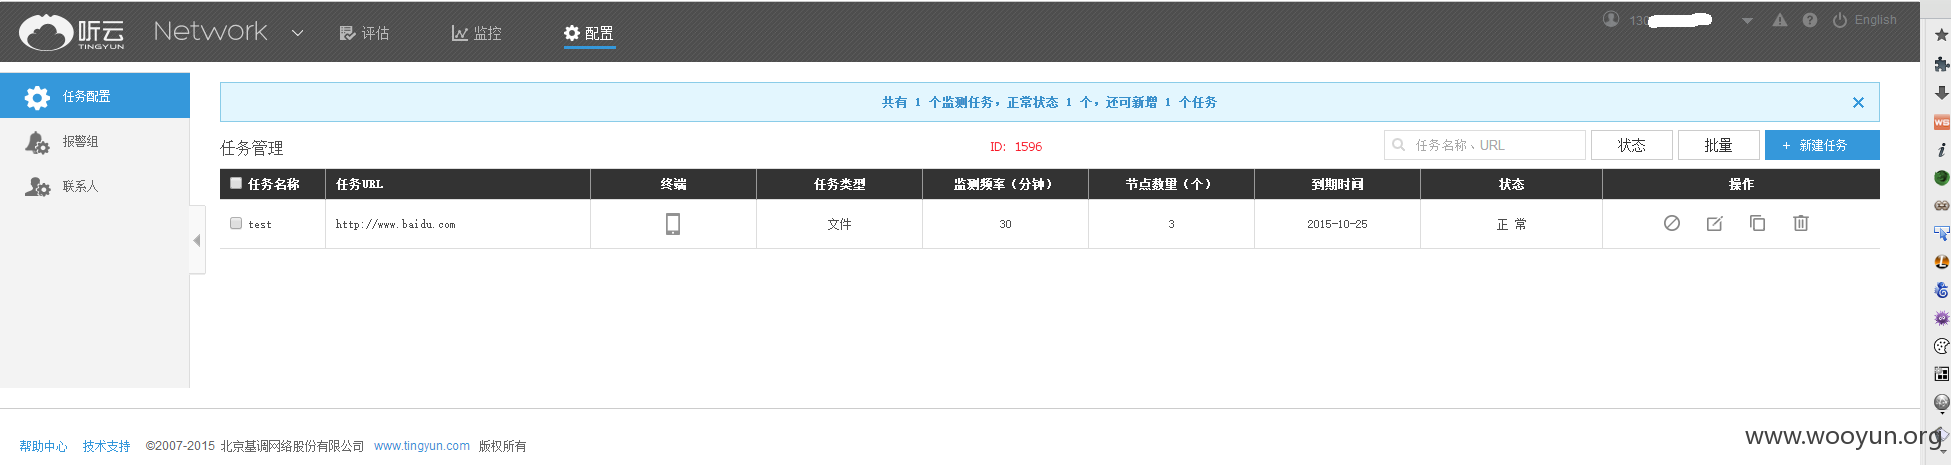 听云
TINGYUN
Network
评估
监控
配置
130
English
任务配置
报警组
联系人
共有 1 个监测任务，正常状态 1 个，还可新增 1 个任务
任务管理
ID: 1596
任务名称、URL
状态
批量
+ 新建任务
任务名称 任务URL 终端 任务类型 监测频率（分钟） 节点数量（个） 到期时间 状态 操作
test http://www.baidu.com 文件 30 3 2015-10-25 正 常
帮助中心 技术支持 ©2007-2015 北京基调网络股份有限公司 www.tingyun.com 版权所有
www.wooyun.org